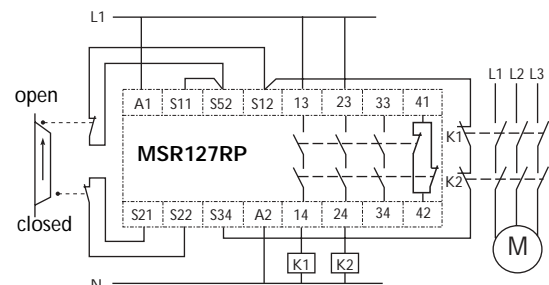 L1
L1 L2 L3
open
A1 S11 S52 S12 13 23 33 41
MSR127RP
K1
K2
closed
S21 S22 S34 A2 14 24 34 42
K1 K2
M
N